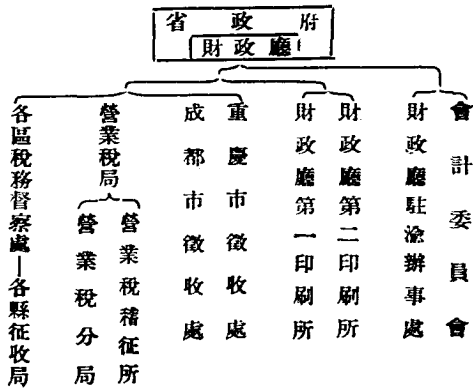 省政府
財政廳
會計委員會
財政廳駐渝辦事處
財政廳第二印刷所
財政廳第一印刷所
重慶市徵收處
成都市徵收處
營業稅局
營業稅稽征所
營業稅分局
各區稅務督察處—各縣征收局